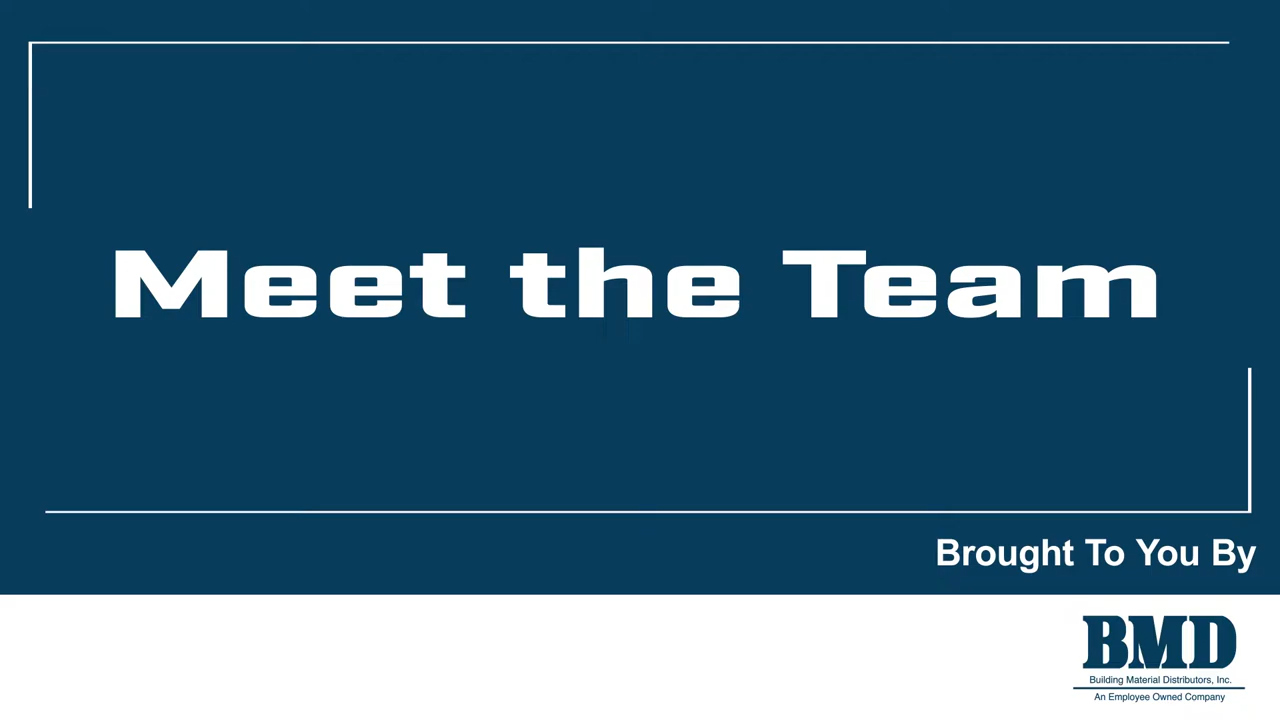 Meet the Team
Brought To You By
BMD
Building Material Distributors, Inc.
An Employee Owned Company